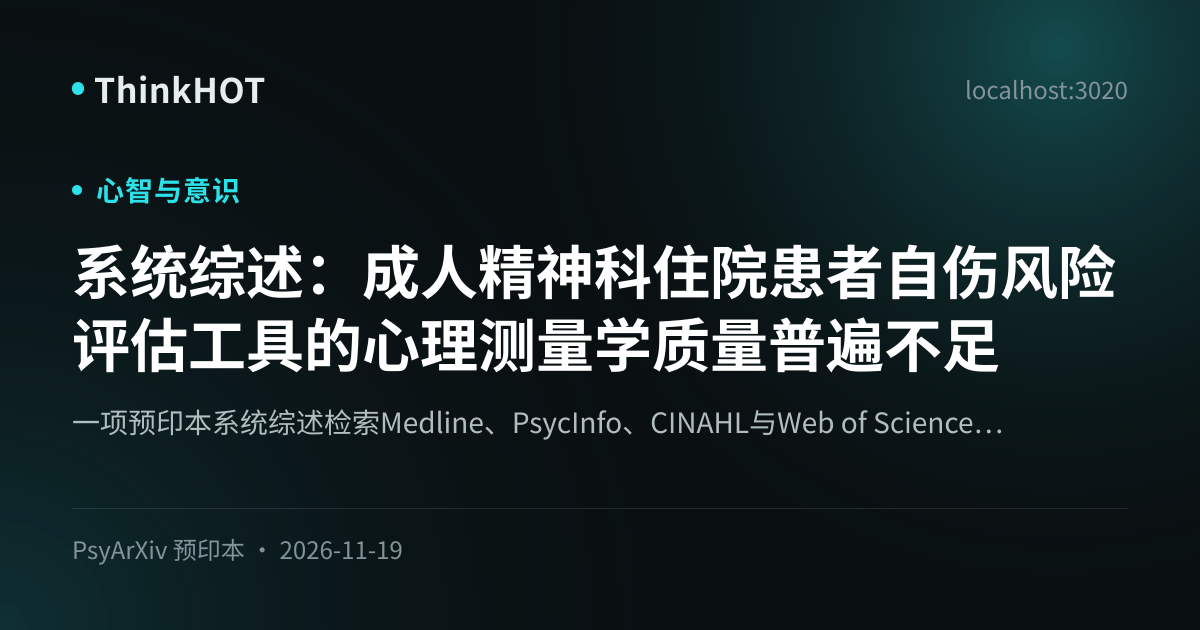 ThinkHOT
localhost:3020
心智与意识
系统综述：成人精神科住院患者自伤风险
评估工具的心理测量学质量普遍不足
一项预印本系统综述检索Medline、PsycInfo、CINAHL与Web of Science…
PsyArXiv 预印本 · 2026-11-19